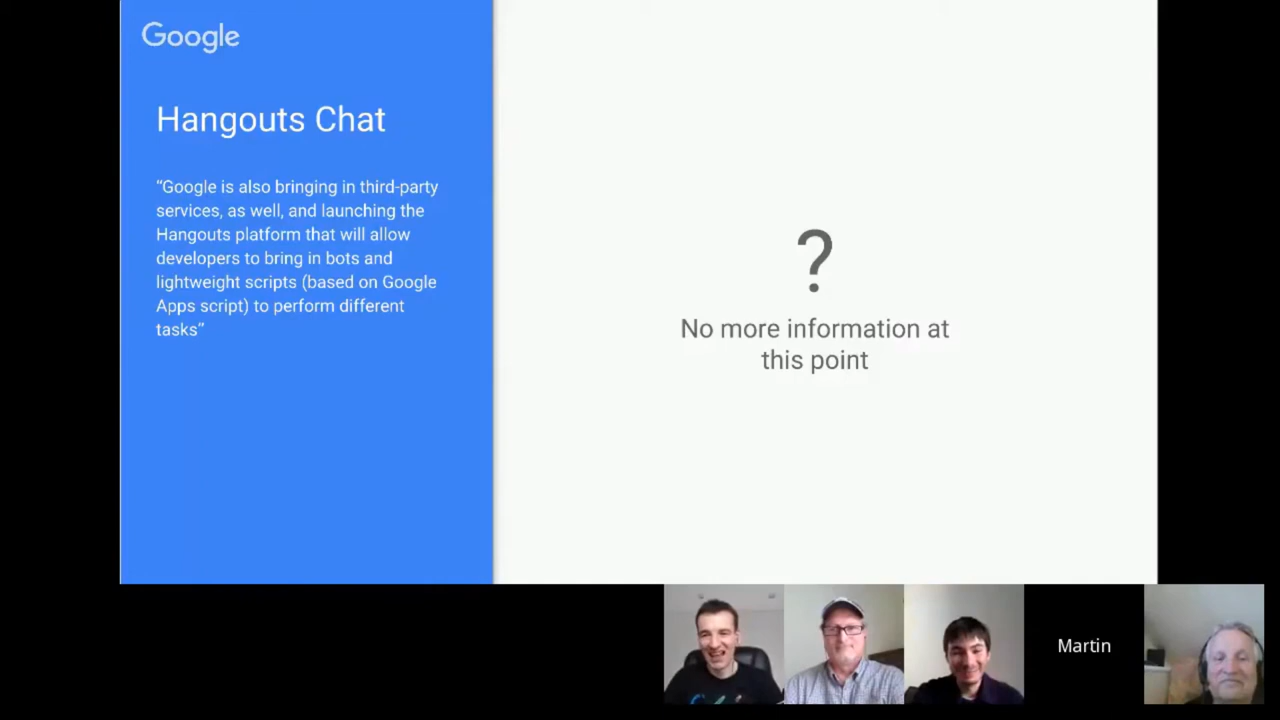 Google
Hangouts Chat
“Google is also bringing in third-party
services, as well, and launching the
Hangouts platform that will allow
developers to bring in bots and
lightweight scripts (based on Google
Apps script) to perform different
tasks”
?
No more information at
this point
Martin